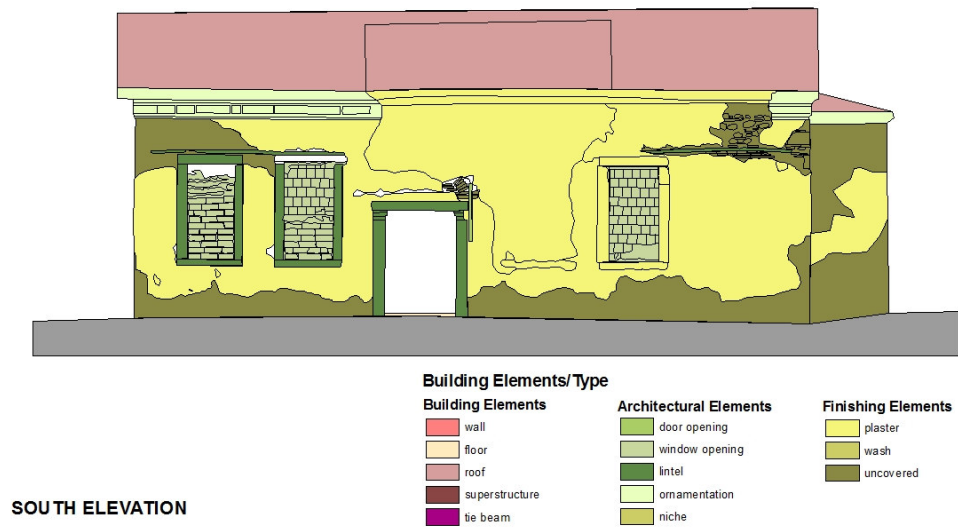 Building Elements/Type
Building Elements
wall
floor
roof
superstructure
tie beam
Architectural Elements
door opening
window opening
lintel
ornamentation
niche
Finishing Elements
plaster
wash
uncovered
SOUTH ELEVATION